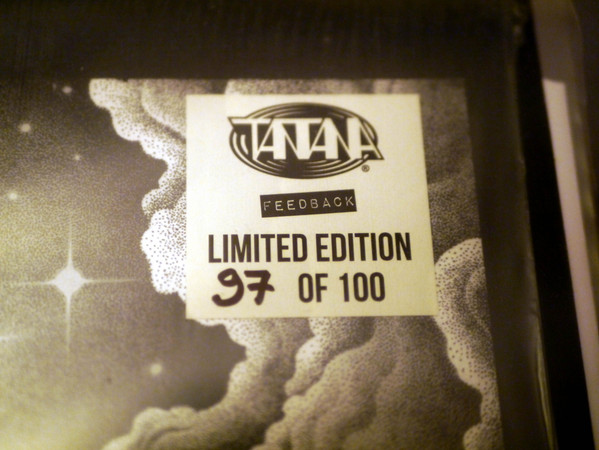 TANTANA®
FEEDBACK
LIMITED EDITION
97 OF 100